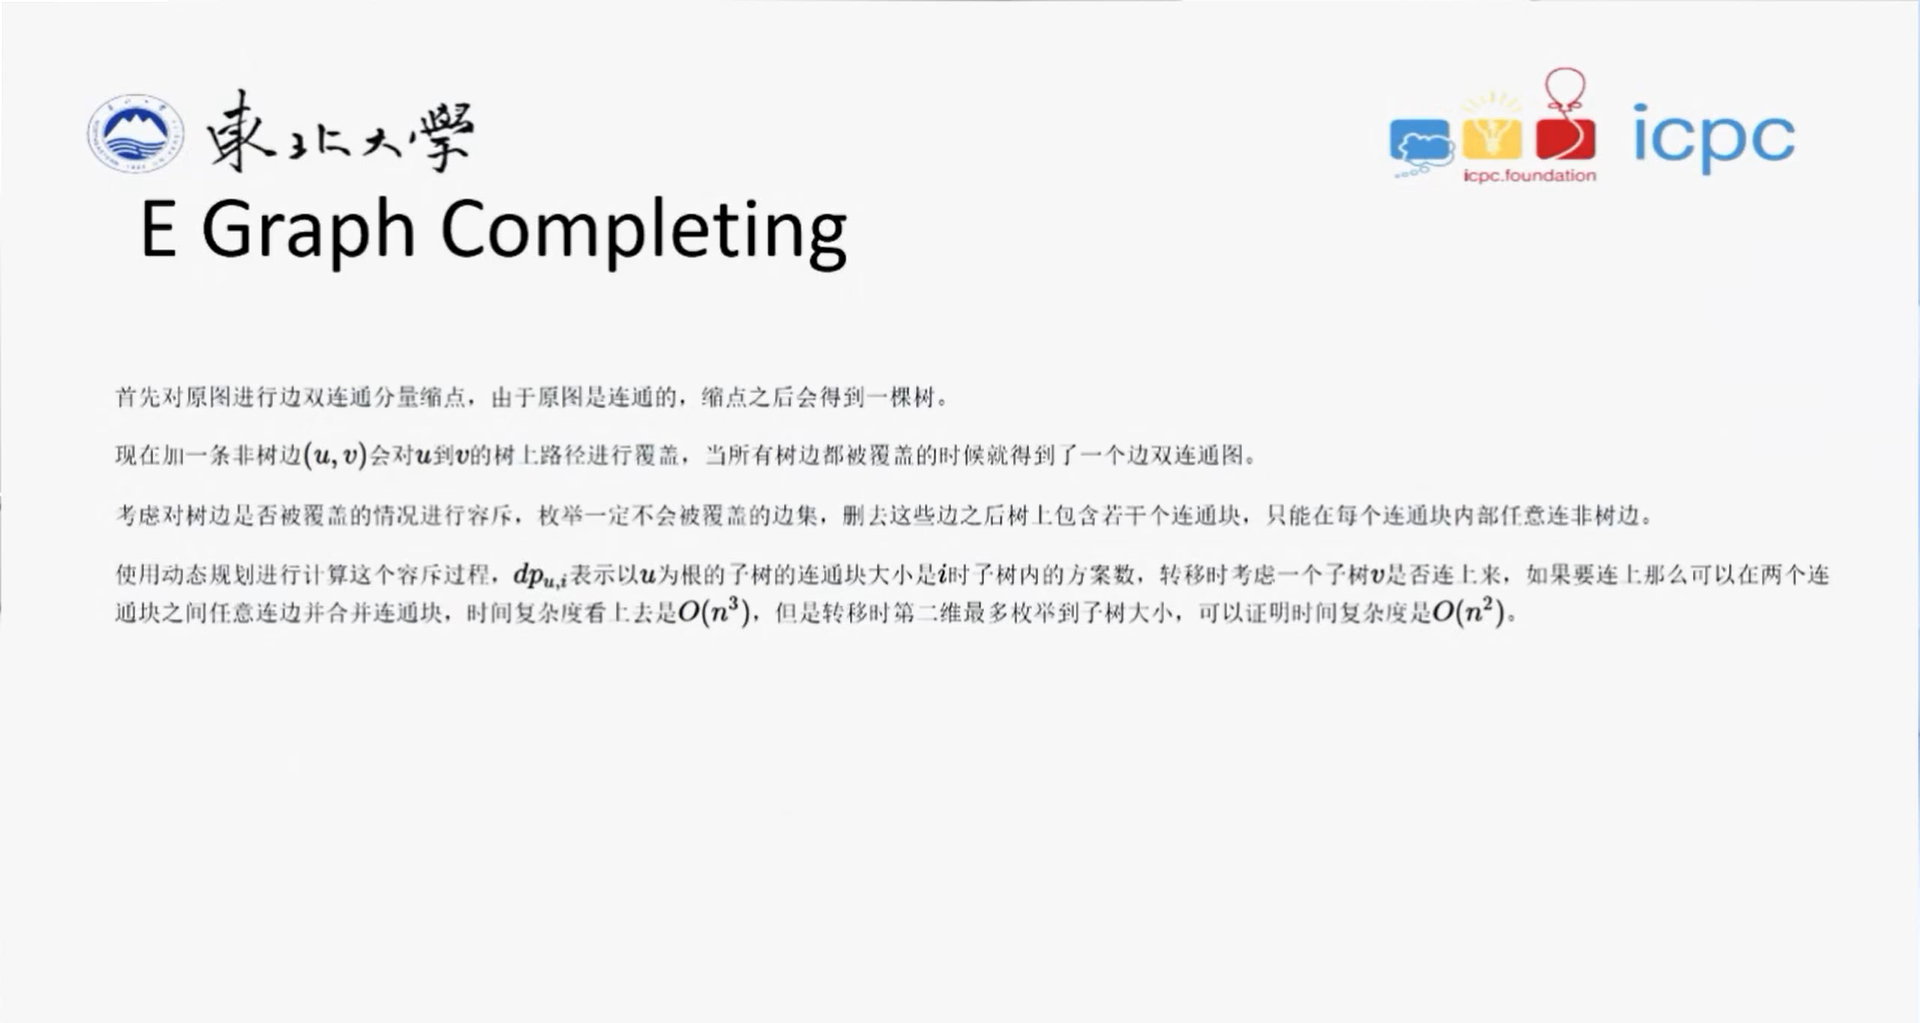 東北大學
icpc.foundation
icpc
E Graph Completing
首先对原图进行边双连通分量缩点，由于原图是连通的，缩点之后会得到一棵树。
现在加一条非树边(u, v)会对u到v的树上路径进行覆盖，当所有树边都被覆盖的时候就得到了一个边双连通图。
考虑对树边是否被覆盖的情况进行容斥，枚举一定不会被覆盖的边集，删去这些边之后树上包含若干个连通块，只能在每个连通块内部任意连非树边。
使用动态规划进行计算这个容斥过程，dp_{u,i}表示以u为根的子树的连通块大小是i时子树内的方案数，转移时考虑一个子树v是否连上来，如果要连上那么可以在两个连
通块之间任意连边并合并连通块，时间复杂度看上去是O(n³)，但是转移时第二维最多枚举到子树大小，可以证明时间复杂度是O(n²)。